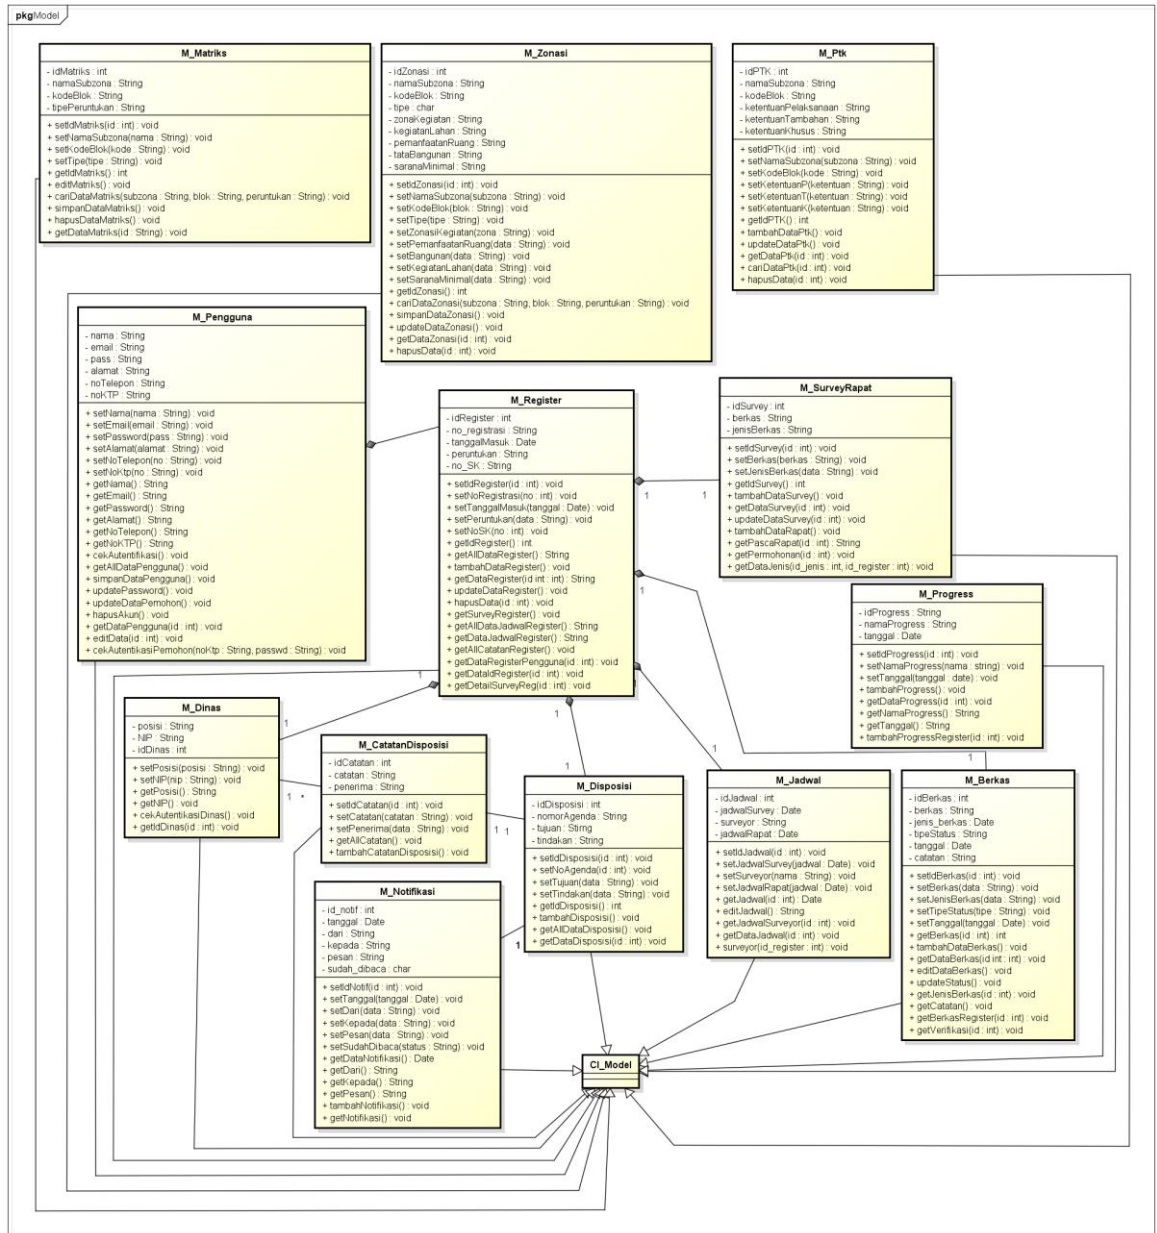 pkg Model
M_Matriks
- idMatriks : int
- namaSubzona : String
- kodeBlok : String
- tipePeruntukan : String
+ setIdMatriks(id : int) : void
+ setNamaSubzona(nama : String) : void
+ setKodeBlok(kode : String) : void
+ setTipe(tipe : String) : void
+ getIdMatriks() : int
+ editMatriks() : void
+ cariDataMatriks(subzona : String, blok : String, peruntukan : String) : void
+ simpanDataMatriks() : void
+ hapusDataMatriks() : void
+ getDataMatriks(id : String) : void
M_Zonasi
- idZonasi : int
- namaSubzona : String
- kodeBlok : String
- tipe : char
- zonaKegiatan : String
- kegiatanLahan : String
- pemanfaatanRuang : String
- tataBangunan : String
- saranaMinimal : String
+ setIdZonasi(id : int) : void
+ setNamaSubzona(subzona : String) : void
+ setKodeBlok(blok : String) : void
+ setTipe(tipe : String) : void
+ setZonasiKegiatan(zona : String) : void
+ setPemanfaatanRuang(data : String) : void
+ setBangunan(data : String) : void
+ setKegiatanLahan(data : String) : void
+ setSaranaMinimal(data : String) : void
+ getIdZonasi() : int
+ cariDataZonasi(subzona : String, blok : String, peruntukan : String) : void
+ simpanDataZonasi() : void
+ updateDataZonasi() : void
+ getDataZonasi(id : int) : void
+ hapusData(id : int) : void
M_Ptk
- idPTK : int
- namaSubzona : String
- kodeBlok : String
- ketentuanPelaksanaan : String
- ketentuanTambahan : String
- ketentuanKhusus : String
+ setIdPTK(id : int) : void
+ setNamaSubzona(subzona : String) : void
+ setKodeBlok(kode : String) : void
+ setKetentuanP(ketentuan : String) : void
+ setKetentuanT(ketentuan : String) : void
+ setKetentuanK(ketentuan : String) : void
+ getIdPTK() : int
+ tambahDataPtk() : void
+ updateDataPtk() : void
+ getDataPtk(id : int) : void
+ cariDataPtk(id : int) : void
+ hapusData(id : int) : void
M_Pengguna
- nama : String
- email : String
- pass : String
- alamat : String
- noTelepon : String
- noKTP : String
+ setNama(nama : String) : void
+ setEmail(email : String) : void
+ setPassword(pass : String) : void
+ setAlamat(alamat : String) : void
+ setNoTelepon(no : String) : void
+ setNoKtp(no : String) : void
+ getNama() : String
+ getEmail() : String
+ getPassword() : String
+ getAlamat() : String
+ getNoTelepon() : String
+ getNoKTP() : String
+ cekAutentifikasi() : void
+ getAllDataPengguna() : void
+ simpanDataPengguna() : void
+ updatePassword() : void
+ updateDataPemohon() : void
+ hapusAkun() : void
+ getDataPengguna(id : int) : void
+ editData(id : int) : void
+ cekAutentikasiPemohon(noKtp : String, passwd : String) : void
M_Register
- idRegister : int
- no_registrasi : String
- tanggalMasuk : Date
- peruntukan : String
- no_SK : String
+ setIdRegister(id : int) : void
+ setNoRegistrasi(no : int) : void
+ setTanggalMasuk(tanggal : Date) : void
+ setPeruntukan(data : String) : void
+ setNoSK(no : int) : void
+ getIdRegister() : int
+ getAllDataRegister() : String
+ tambahDataRegister() : void
+ getDataRegister(id int : int) : String
+ updateDataRegister() : void
+ hapusData(id : int) : void
+ getSurveyRegister() : void
+ getAllDataJadwalRegister() : String
+ getDataJadwalRegister() : String
+ getAllCatatanRegister() : void
+ getDataRegisterPengguna(id : int) : void
+ getDataIdRegister(id : int) : void
+ getDetailSurveyReg(id : int) : void
M_SurveyRapat
- idSurvey : int
- berkas : String
- jenisBerkas : String
+ setIdSurvey(id : int) : void
+ setBerkas(berkas : String) : void
+ setJenisBerkas(data : String) : void
+ getIdSurvey() : int
+ tambahDataSurvey() : void
+ getDataSurvey(id : int) : void
+ updateDataSurvey(id : int) : void
+ tambahDataRapat() : void
+ getPascaRapat(id : int) : String
+ getPermohonan(id : int) : void
+ getDataJenis(id_jenis : int, id_register : int) : void
1
1
1
1
1
M_Progress
- idProgress : String
- namaProgress : String
- tanggal : Date
+ setIdProgress(id : int) : void
+ setNamaProgress(nama : string) : void
+ setTanggal(tanggal : date) : void
+ tambahProgress() : void
+ getDataProgress(id : int) : void
+ getNamaProgress() : String
+ getTanggal() : String
+ tambahProgressRegister(id : int) : void
M_Dinas
- posisi : String
- NIP : String
- idDinas : int
+ setPosisi(posisi : String) : void
+ setNIP(nip : String) : void
+ getPosisi() : String
+ getNIP() : void
+ cekAutentikasiDinas() : void
+ getIdDinas(id : int) : void
1
1
1
1
1
1
*
M_CatatanDisposisi
- idCatatan : int
- catatan : String
- penerima : String
+ setIdCatatan(id : int) : void
+ setCatatan(catatan : String) : void
+ setPenerima(data : String) : void
+ getAllCatatan() : void
+ tambahCatatanDisposisi() : void
1
1
M_Disposisi
- idDisposisi : int
- nomorAgenda : String
- tujuan : Stirng
- tindakan : String
+ setIdDisposisi(id : int) : void
+ setNoAgenda(id : int) : void
+ setTujuan(data : String) : void
+ setTindakan(data : String) : void
+ getIdDisposisi() : int
+ tambahDisposisi() : void
+ getAllDataDisposisi() : void
+ getDataDisposisi(id : int) : void
1
M_Jadwal
- idJadwal : int
- jadwalSurvey : Date
- surveyor : String
- jadwalRapat : Date
+ setIdJadwal(id : int) : void
+ setJadwalSurvey(jadwal : Date) : void
+ setSurveyor(nama : String) : void
+ setJadwalRapat(jadwal : Date) : void
+ getJadwal(id : int) : Date
+ editJadwal() : String
+ getJadwalSurveyor(id : int) : void
+ getDataJadwal(id : int) : void
+ surveyor(id_register : int) : void
M_Berkas
- idBerkas : int
- berkas : String
- jenis_berkas : Date
- tipeStatus : String
- tanggal : Date
- catatan : String
+ setIdBerkas(id : int) : void
+ setBerkas(data : String) : void
+ setJenisBerkas(data : String) : void
+ setTipeStatus(tipe : String) : void
+ setTanggal(tanggal : Date) : void
+ getBerkas(id : int) : int
+ tambahDataBerkas() : void
+ getDataBerkas(id int : int) : void
+ editDataBerkas() : void
+ updateStatus() : void
+ getJenisBerkas(id : int) : void
+ getCatatan() : void
+ getBerkasRegister(id : int) : void
+ getVerifikasi(id : int) : void
M_Notifikasi
- id_notif : int
- tanggal : Date
- dari : String
- kepada : String
- pesan : String
- sudah_dibaca : char
+ setIdNotif(id : int) : void
+ setTanggal(tanggal : Date) : void
+ setDari(data : String) : void
+ setKepada(data : String) : void
+ setPesan(data : String) : void
+ setSudahDibaca(status : String) : void
+ getDataNotifikasi() : Date
+ getDari() : String
+ getKepada() : String
+ getPesan() : String
+ tambahNotifikasi() : void
+ getNotifikasi() : void
CI_Model